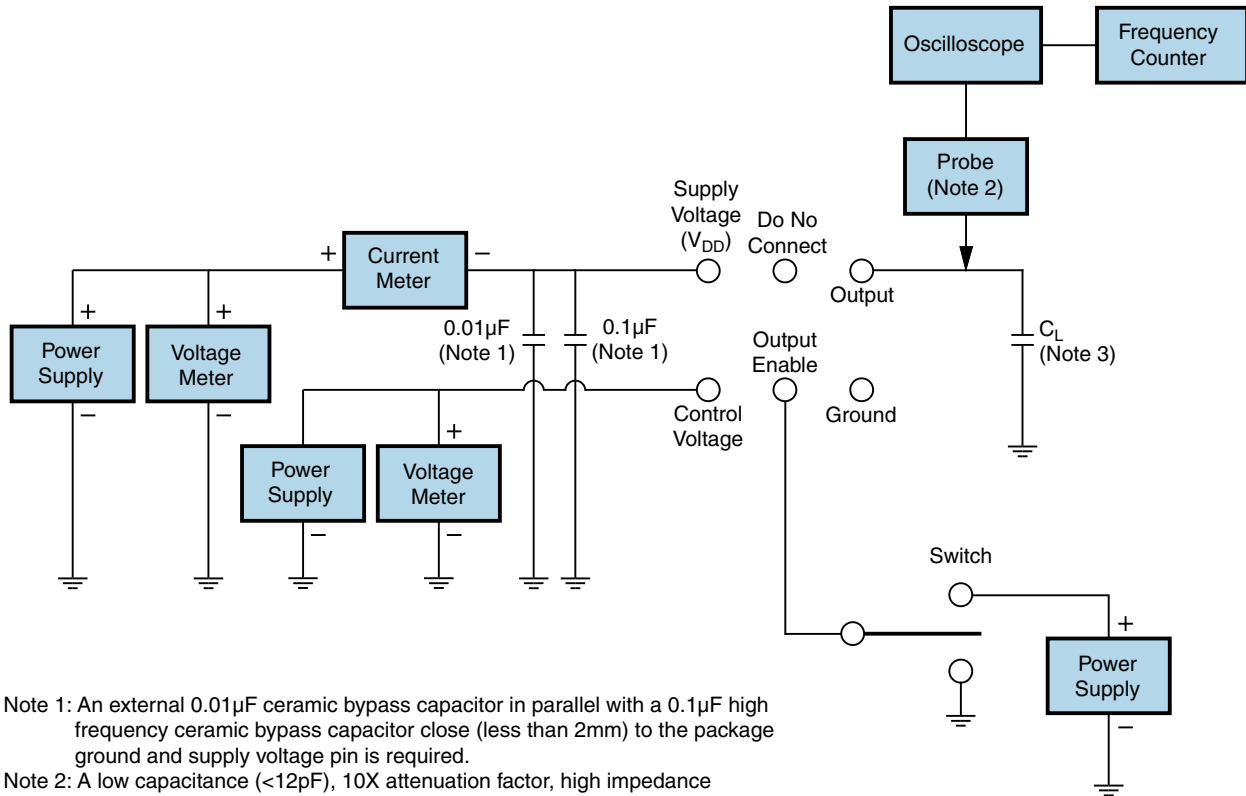 Oscilloscope
Frequency
Counter
Probe
(Note 2)
Supply
Voltage
(VDD)
Do No
Connect
Output
+
Current
Meter
–
+
Power
Supply
–
+
Voltage
Meter
–
0.01µF
(Note 1)
0.1µF
(Note 1)
CL
(Note 3)
Output
Enable
Control
Voltage
Ground
Power
Supply
–
+
Voltage
Meter
–
Switch
+
Power
Supply
–
Note 1: An external 0.01µF ceramic bypass capacitor in parallel with a 0.1µF high
frequency ceramic bypass capacitor close (less than 2mm) to the package
ground and supply voltage pin is required.
Note 2: A low capacitance (<12pF), 10X attenuation factor, high impedance